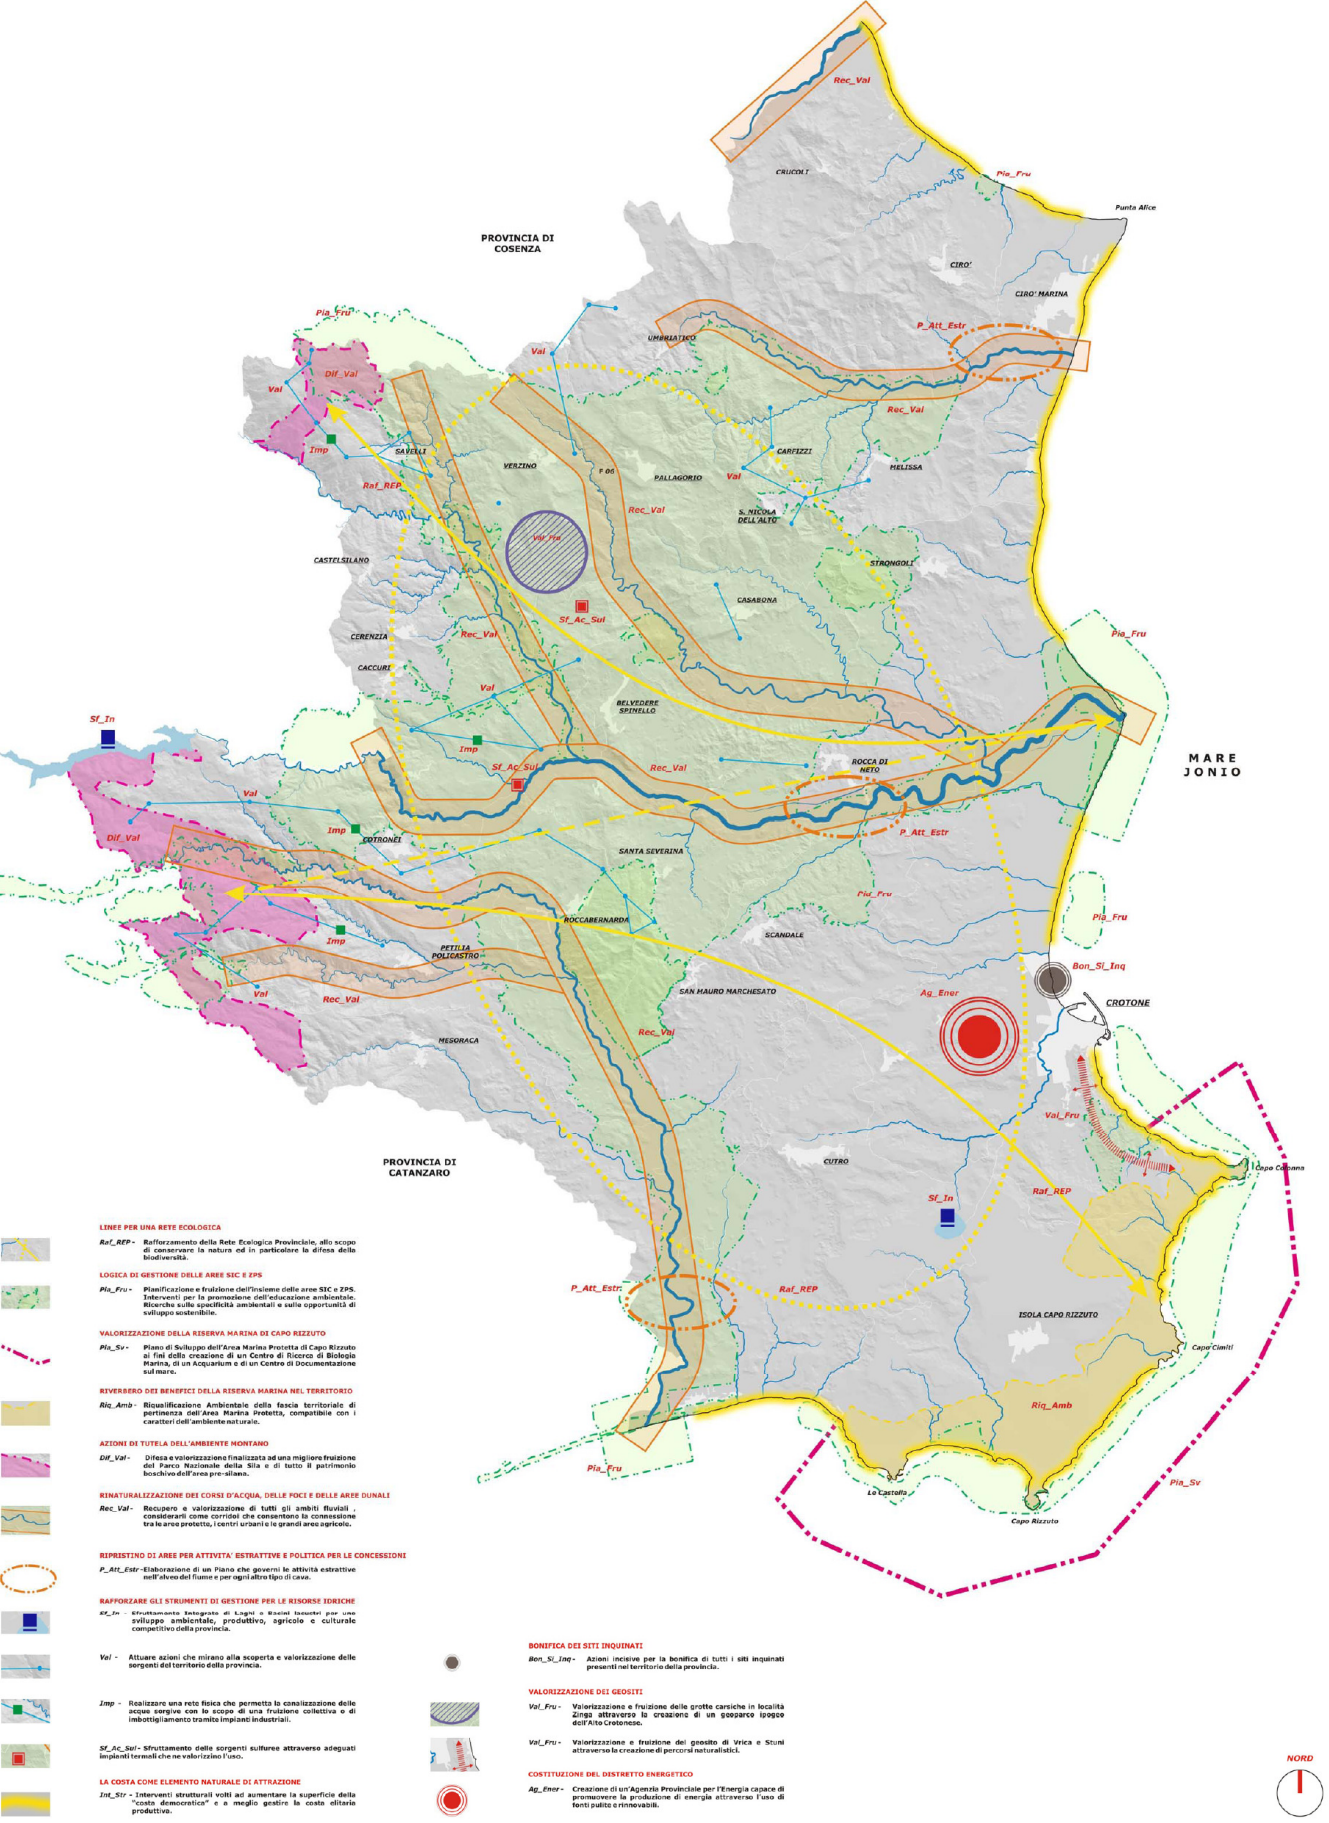 Rec_Val
CRUCOLI
Pia_Fru
Punta Alice
PROVINCIA DI
COSENZA
CIRO'
CIRO' MARINA
Pia_Fru
P_Att_Estr
UMBRIATICO
Val
Dif_Val
Val
Rec_Val
Imp
SAVELLI
VERZINO
F 06
PALLAGORIO
CARFIZZI
MELISSA
Val
Raf_REP
Rec_Val
S. NICOLA
DELL'ALTO
Val_Fru
CASTELSILANO
STRONGOLI
CASABONA
Sf_Ac_Sul
CERENZIA
Rec_Val
Pia_Fru
CACCURI
Val
BELVEDERE
SPINELLO
Sf_In
Imp
Sf_Ac_Sul
Rec_Val
ROCCA DI
NETO
MARE
JONIO
Val
Imp
Dif_Val
COTRONEI
P_Att_Estr
SANTA SEVERINA
Pia_Fru
ROCCABERNARDA
Pia_Fru
SCANDALE
Imp
PETILIA
POLICASTRO
Bon_Si_Inq
Val
Rec_Val
SAN MAURO MARCHESATO
Ag_Ener
CROTONE
Rec_Val
MESORACA
Val_Fru
PROVINCIA DI
CATANZARO
CUTRO
Capo Colonna
Raf_REP
Sf_In
P_Att_Estr
Raf_REP
ISOLA CAPO RIZZUTO
Capo Cimiti
Riq_Amb
Pia_Fru
Pia_Sv
Le Castella
Capo Rizzuto
LINEE PER UNA RETE ECOLOGICA
Raf_REP - Rafforzamento della Rete Ecologica Provinciale, allo scopo
di conservare la natura ed in particolare la difesa della
biodiversità.
LOGICA DI GESTIONE DELLE AREE SIC E ZPS
Pia_Fru - Pianificazione e fruizione dell'insieme delle aree SIC e ZPS.
Interventi per la promozione dell'educazione ambientale.
Ricerche sulle specificità ambientali e sulle opportunità di
sviluppo sostenibile.
VALORIZZAZIONE DELLA RISERVA MARINA DI CAPO RIZZUTO
Pia_Sv - Piano di Sviluppo dell'Area Marina Protetta di Capo Rizzuto
ai fini della creazione di un Centro di Ricerca di Biologia
Marina, di un Acquarium e di un Centro di Documentazione
sul mare.
RIVERBERO DEI BENEFICI DELLA RISERVA MARINA NEL TERRITORIO
Riq_Amb - Riqualificazione Ambientale della fascia territoriale di
pertinenza dell'Area Marina Protetta, compatibile con i
caratteri dell'ambiente naturale.
AZIONI DI TUTELA DELL'AMBIENTE MONTANO
Dif_Val - Difesa e valorizzazione finalizzata ad una migliore fruizione
del Parco Nazionale della Sila e di tutto il patrimonio
boschivo dell'area pre-silana.
RINATURALIZZAZIONE DEI CORSI D'ACQUA, DELLE FOCI E DELLE AREE DUNALI
Rec_Val - Recupero e valorizzazione di tutti gli ambiti fluviali ,
considerarli come corridoi che consentono la connessione
tra le aree protette, i centri urbani e le grandi aree agricole.
RIPRISTINO DI AREE PER ATTIVITA' ESTRATTIVE E POLITICA PER LE CONCESSIONI
P_Att_Estr - Elaborazione di un Piano che governi le attività estrattive
nell'alveo del fiume e per ogni altro tipo di cava.
RAFFORZARE GLI STRUMENTI DI GESTIONE PER LE RISORSE IDRICHE
Sf_In - Sfruttamento Integrato di Laghi e Bacini lacustri per uno
sviluppo ambientale, produttivo, agricolo e culturale
competitivo della provincia.
Val - Attuare azioni che mirano alla scoperta e valorizzazione delle
sorgenti del territorio della provincia.
Imp - Realizzare una rete fisica che permetta la canalizzazione delle
acque sorgive con lo scopo di una fruizione collettiva o di
imbottigliamento tramite impianti industriali.
Sf_Ac_Sul - Sfruttamento delle sorgenti sulfuree attraverso adeguati
impianti termali che ne valorizzino l'uso.
LA COSTA COME ELEMENTO NATURALE DI ATTRAZIONE
Int_Str - Interventi strutturali volti ad aumentare la superficie della
"costa democratica" e a meglio gestire la costa elitaria
produttiva.
BONIFICA DEI SITI INQUINATI
Bon_Si_Inq - Azioni incisive per la bonifica di tutti i siti inquinati
presenti nel territorio della provincia.
VALORIZZAZIONE DEI GEOSITI
Val_Fru - Valorizzazione e fruizione delle grotte carsiche in località
Zinga attraverso la creazione di un geoparco ipogeo
dell'Alto Crotonese.
Val_Fru - Valorizzazione e fruizione del geosito di Vrica e Stuni
attraverso la creazione di percorsi naturalistici.
COSTITUZIONE DEL DISTRETTO ENERGETICO
Ag_Ener - Creazione di un'Agenzia Provinciale per l'Energia capace di
promuovere la produzione di energia attraverso l'uso di
fonti pulite e rinnovabili.
NORD